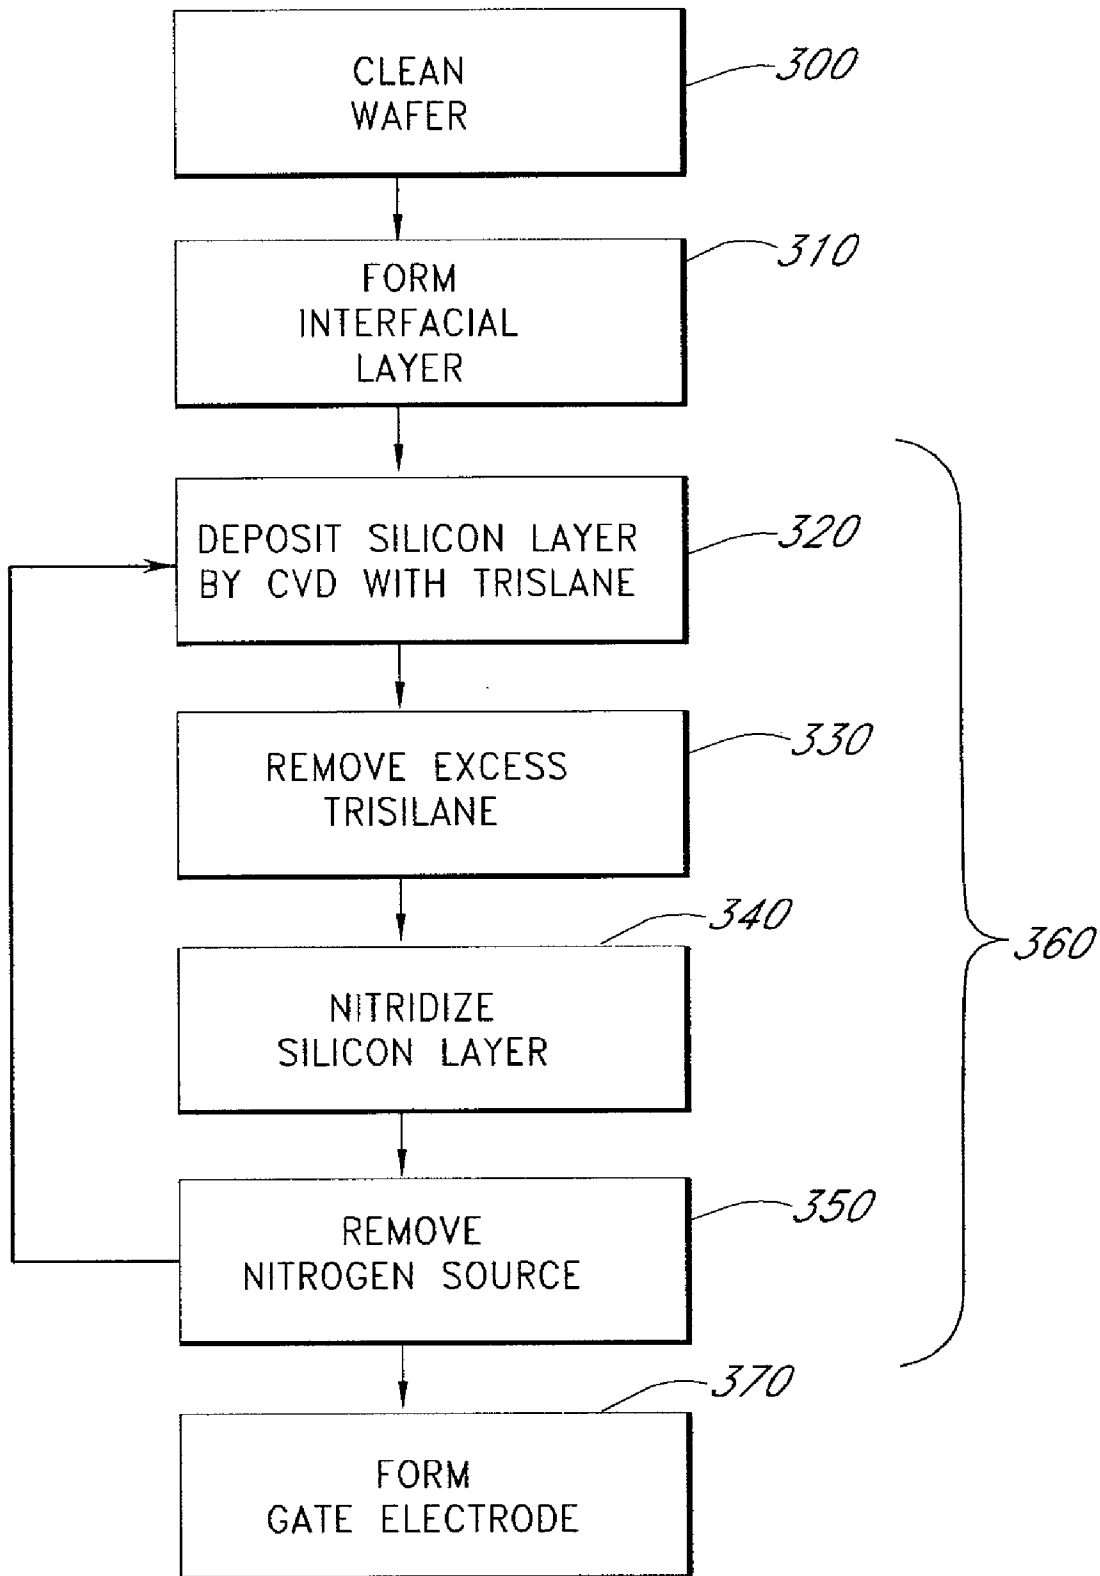 CLEAN
WAFER
300
FORM
INTERFACIAL
LAYER
310
DEPOSIT SILICON LAYER
BY CVD WITH TRISLANE
320
REMOVE EXCESS
TRISILANE
330
NITRIDIZE
SILICON LAYER
340
REMOVE
NITROGEN SOURCE
350
360
FORM
GATE ELECTRODE
370